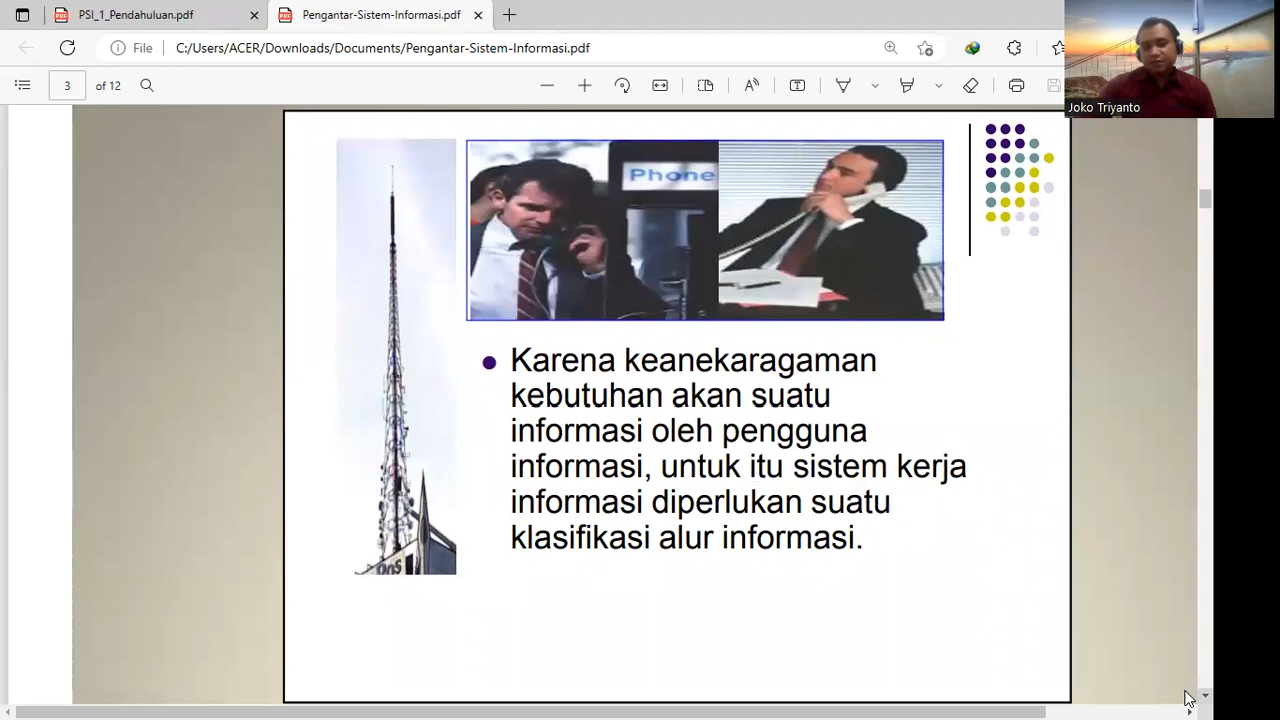 PSI_1_Pendahuluan.pdf
Pengantar-Sistem-Informasi.pdf
File
C:/Users/ACER/Downloads/Documents/Pengantar-Sistem-Informasi.pdf
3 of 12
Joko Triyanto
Phone
Karena keanekaragaman
kebutuhan akan suatu
informasi oleh pengguna
informasi, untuk itu sistem kerja
informasi diperlukan suatu
klasifikasi alur informasi.